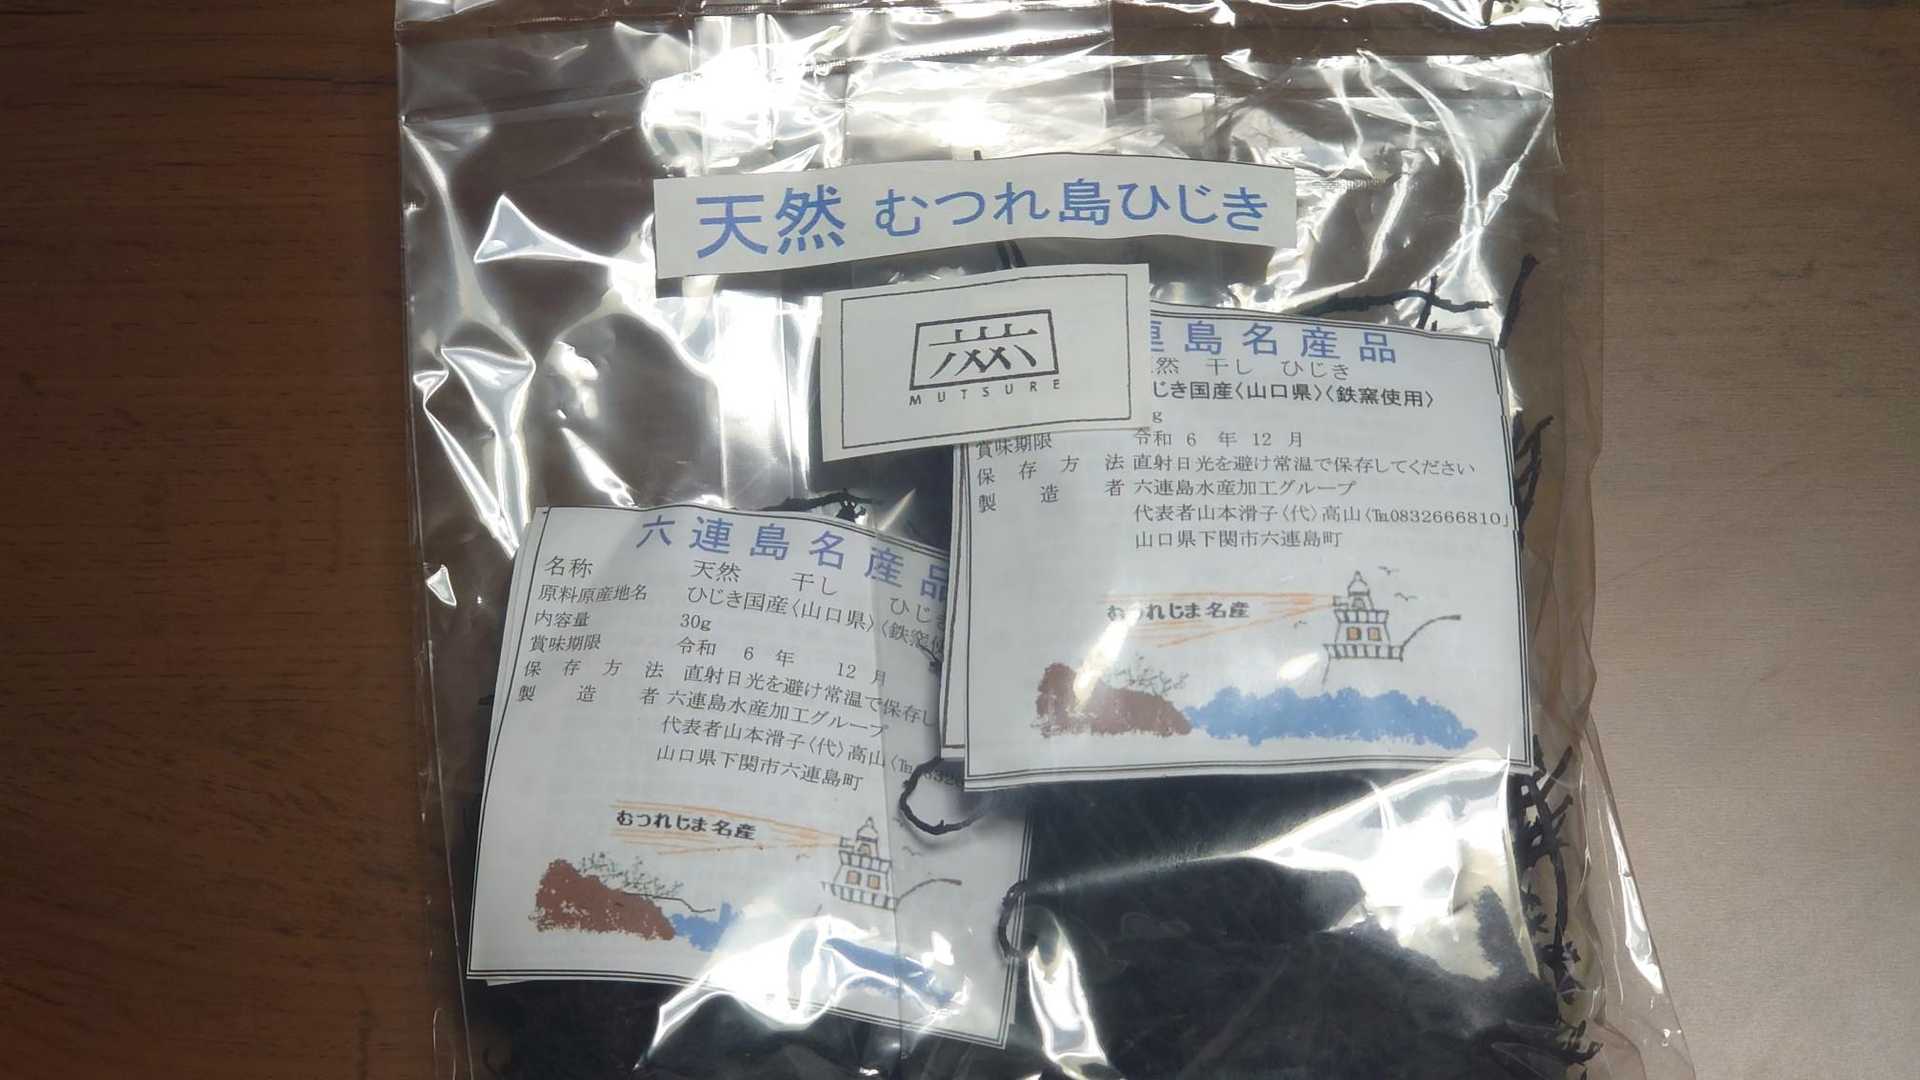 天然 むつれ島ひじき
MUTSURE
連島名産品
然 干し ひじき
じき国産〈山口県〉〈鉄窯使用〉
g
賞味期限 令和 6 年 12 月
保存方法 直射日光を避け常温で保存してください
製造者 六連島水産加工グループ
代表者山本滑子〈代〉高山〈℡0832666810
山口県下関市六連島町
むつれじま名産
六連島名産品
名称 天然 干し ひじき
原料原産地名 ひじき国産〈山口県〉〈鉄窯使
内容量 30g
賞味期限 令和 6 年 12 月
保存方法 直射日光を避け常温で保存し
製造者 六連島水産加工グループ
代表者山本滑子〈代〉高山〈℡
山口県下関市六連島町
むつれじま名産